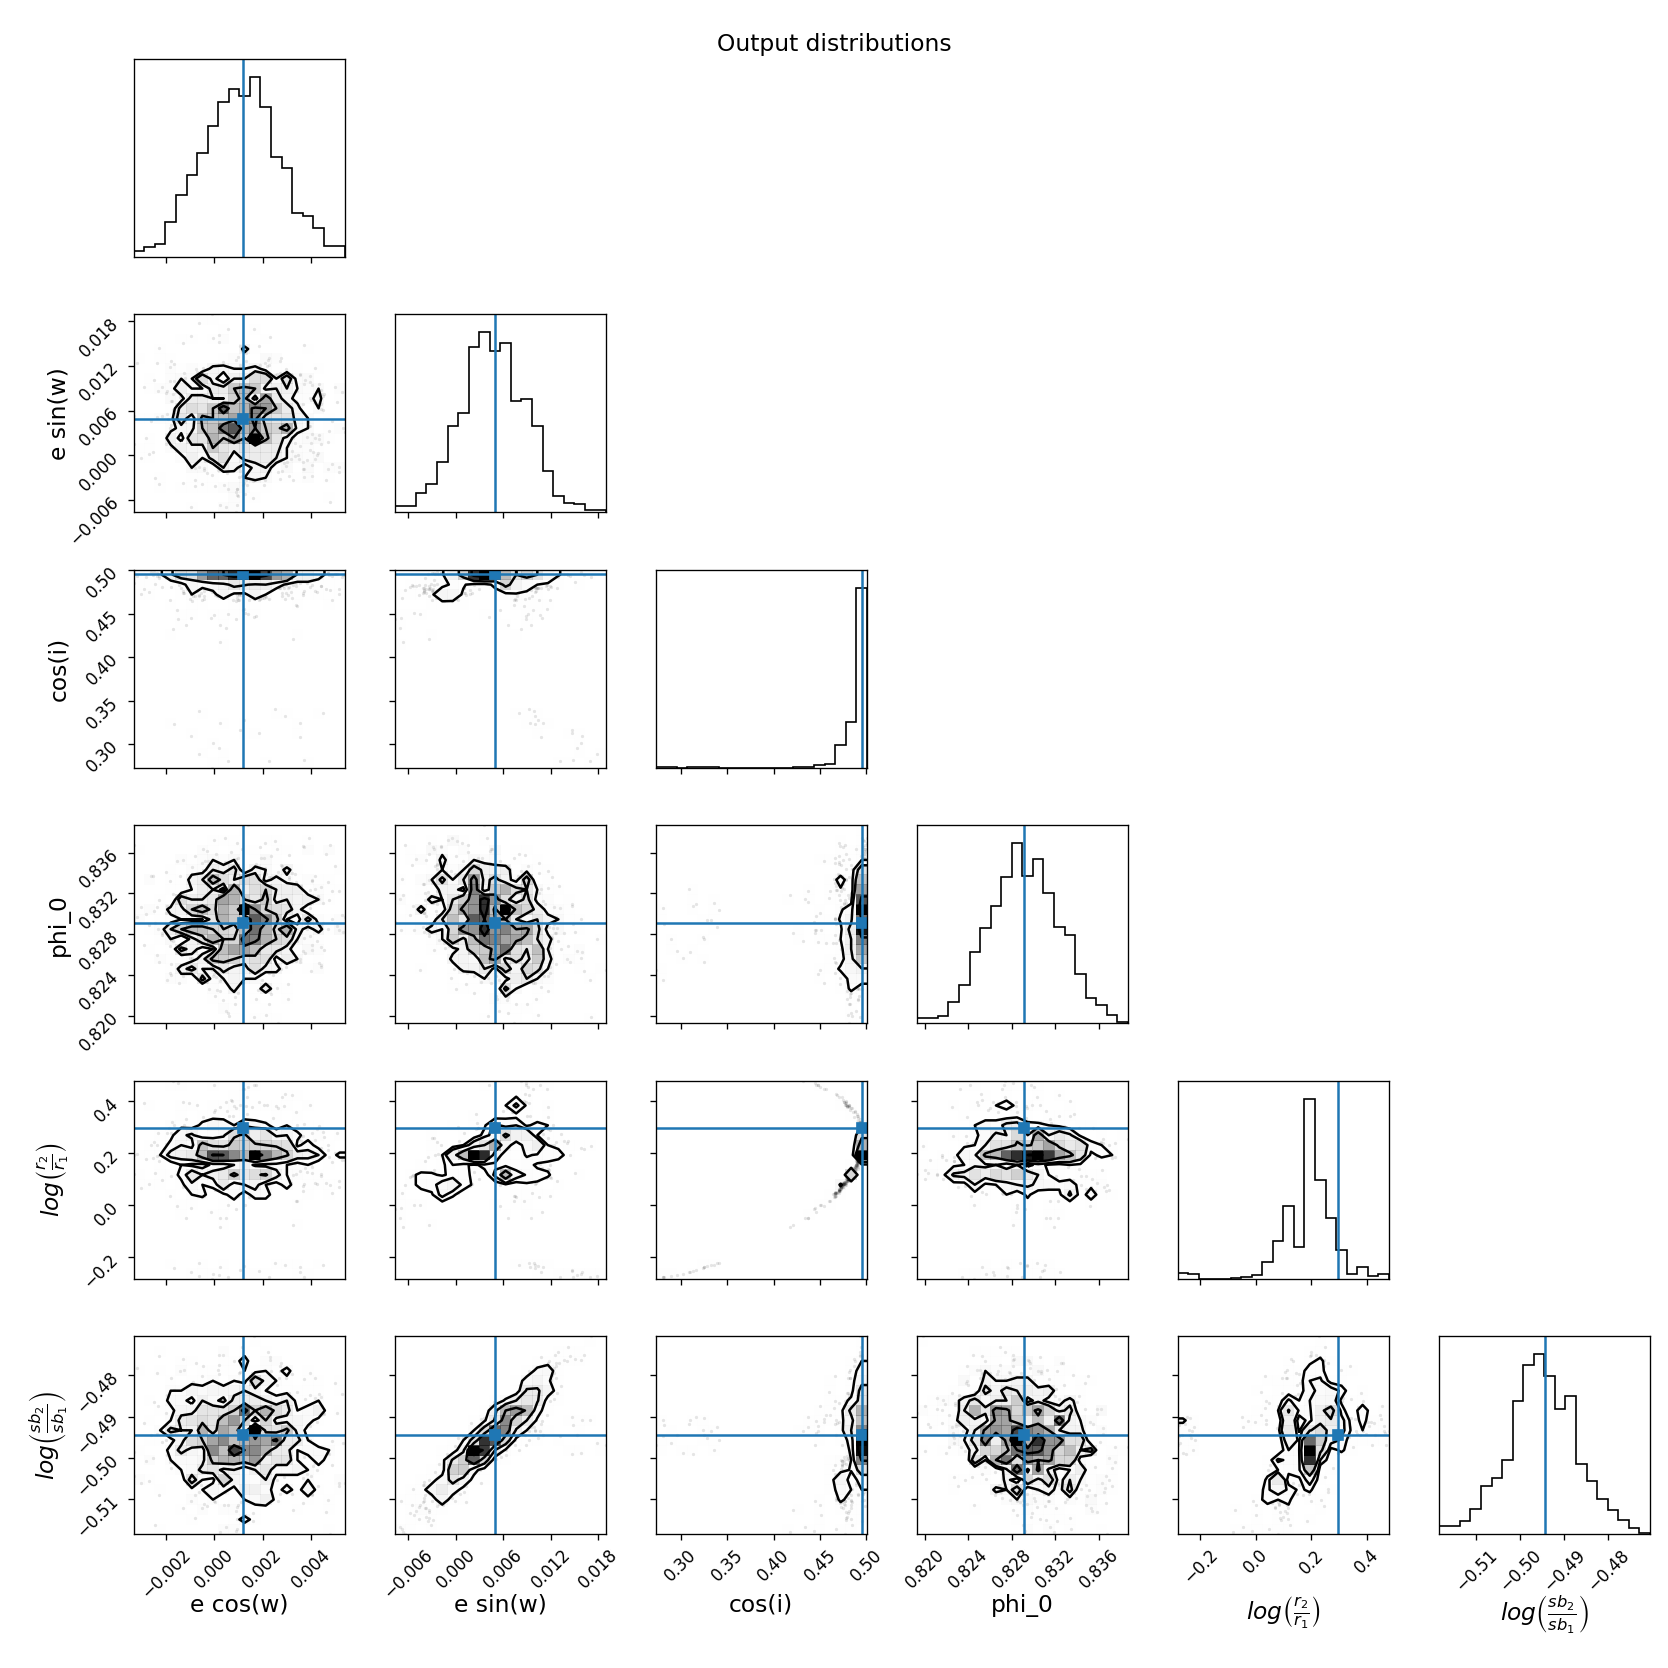 Output distributions
e sin(w)
0.018
0.012
0.006
0.000
−0.006
cos(i)
0.50
0.45
0.40
0.35
0.30
phi_0
0.836
0.832
0.828
0.824
0.820
log(r₂/r₁)
0.4
0.2
0.0
−0.2
log(sb₂/sb₁)
−0.48
−0.49
−0.50
−0.51
−0.002 0.000 0.002 0.004 −0.006 0.000 0.006 0.012 0.018 0.30 0.35 0.40 0.45 0.50 0.820 0.824 0.828 0.832 0.836 −0.2 0.0 0.2 0.4 −0.51 −0.50 −0.49 −0.48
e cos(w) e sin(w) cos(i) phi_0 log(r₂/r₁) log(sb₂/sb₁)